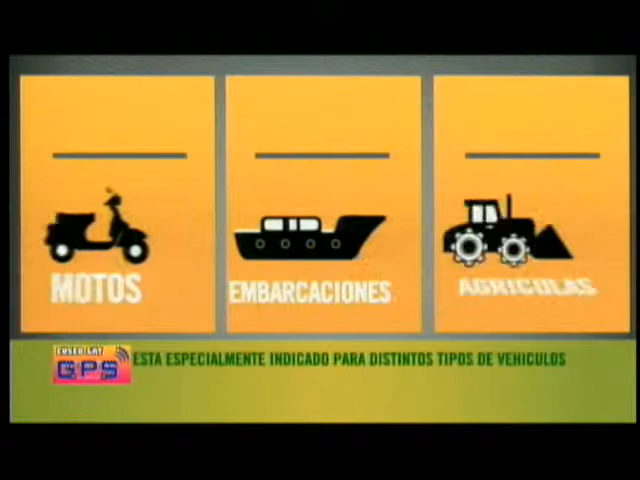 MOTOS
EMBARCACIONES
AGRICOLAS
GPS
ESTA ESPECIALMENTE INDICADO PARA DISTINTOS TIPOS DE VEHICULOS